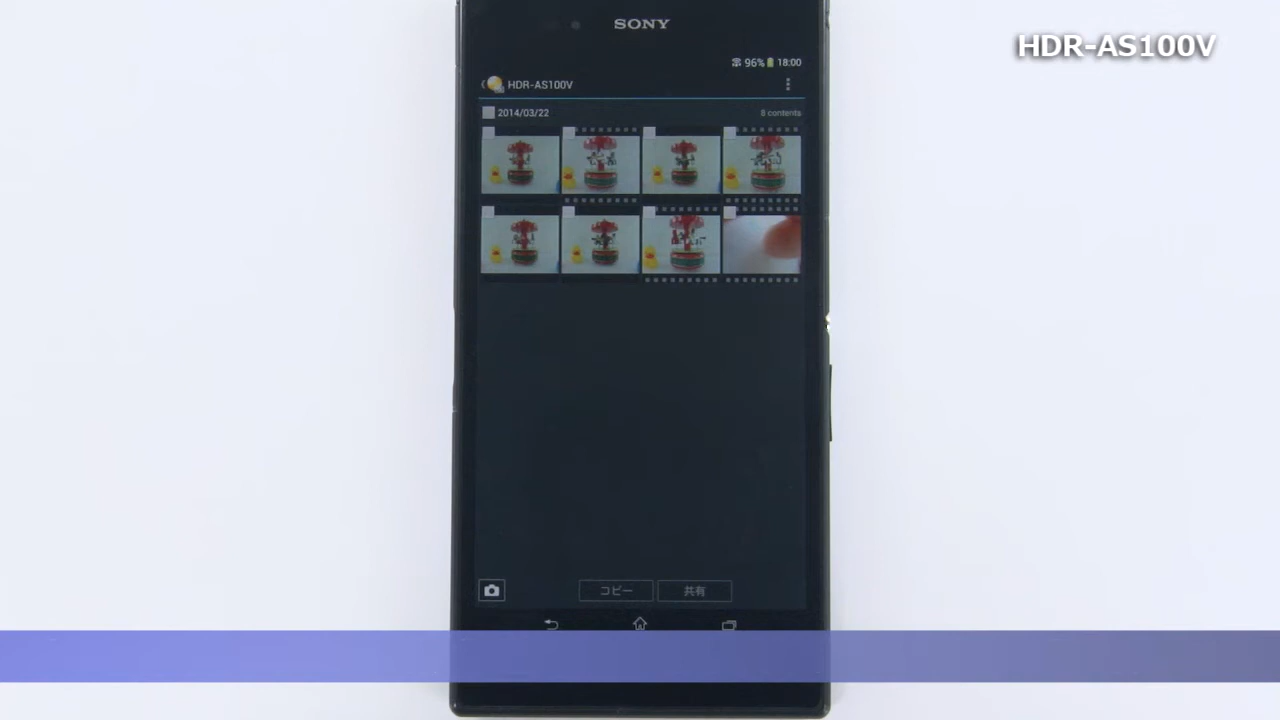 SONY
HDR-AS100V
96% 18:00
HDR-AS100V
2014/03/22 8 contents
コピー 共有